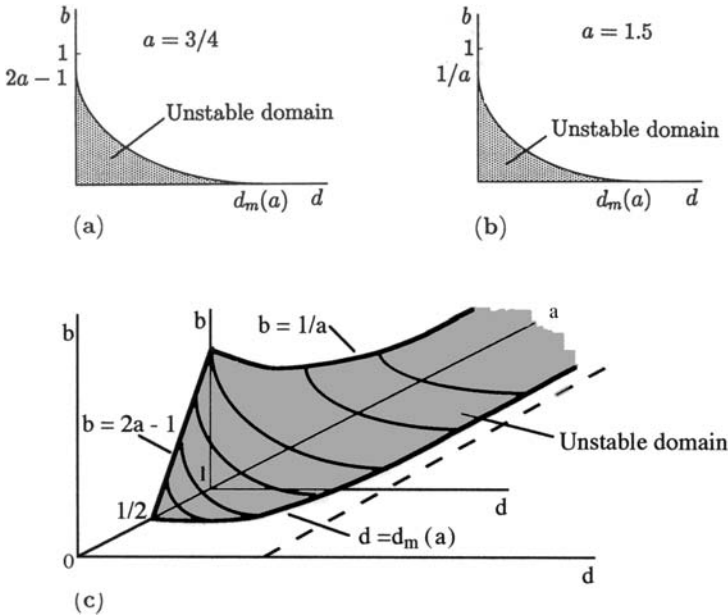 b
a = 3/4
1
2a − 1
Unstable domain
d_m(a)
d
(a)
b
a = 1.5
1
1/a
Unstable domain
d_m(a)
d
(b)
b
b
b = 1/a
a
b = 2a - 1
1
Unstable domain
1/2
d
d =d_m (a)
0
d
(c)